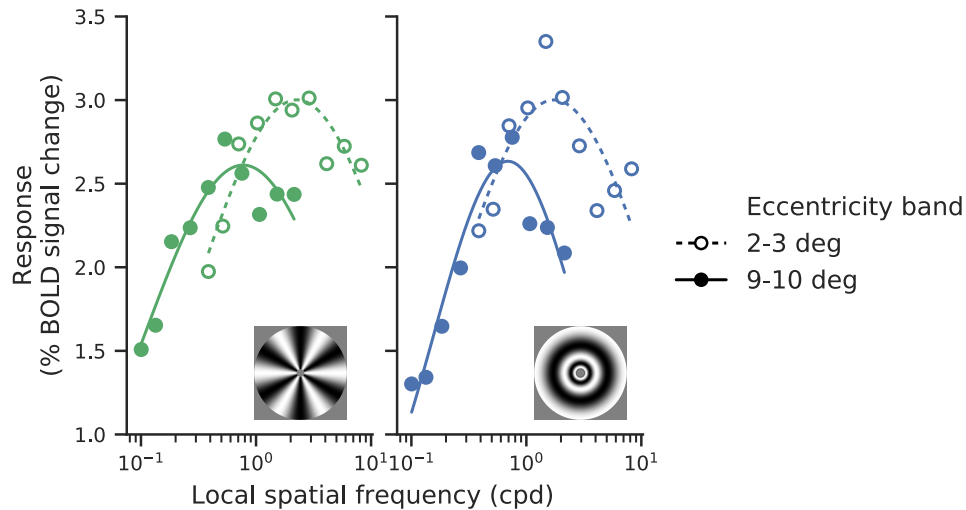 Response
(% BOLD signal change)
3.5
3.0
2.5
2.0
1.5
1.0
10⁻¹ 10⁰ 10¹ 10⁻¹ 10⁰ 10¹
Local spatial frequency (cpd)
Eccentricity band
2-3 deg
9-10 deg